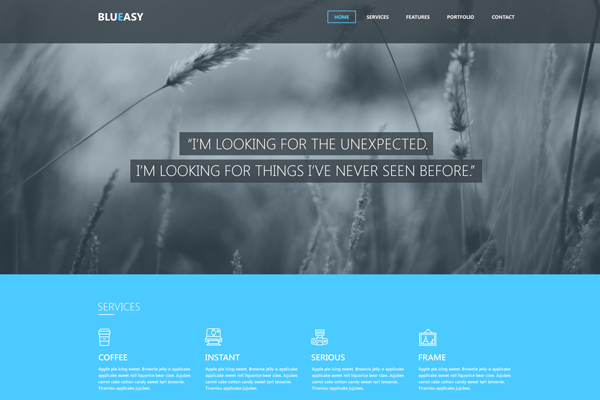 BLUEASY
HOME SERVICES FEATURES PORTFOLIO CONTACT
“I’M LOOKING FOR THE UNEXPECTED.
I’M LOOKING FOR THINGS I’VE NEVER SEEN BEFORE.”
SERVICES
COFFEE INSTANT SERIOUS FRAME
Apple pie icing sweet. Brownie jelly-o applicake Apple pie icing sweet. Brownie jelly-o applicake Apple pie icing sweet. Brownie jelly-o applicake Apple pie icing sweet. Brownie jelly-o applicake
applicake sweet roll liquorice bear claw. Jujubes applicake sweet roll liquorice bear claw. Jujubes applicake sweet roll liquorice bear claw. Jujubes applicake sweet roll liquorice bear claw. Jujubes
carrot cake cotton candy sweet tart brownie. carrot cake cotton candy sweet tart brownie. carrot cake cotton candy sweet tart brownie. carrot cake cotton candy sweet tart brownie.
Tiramisu applicake jujubes. Tiramisu applicake jujubes. Tiramisu applicake jujubes. Tiramisu applicake jujubes.